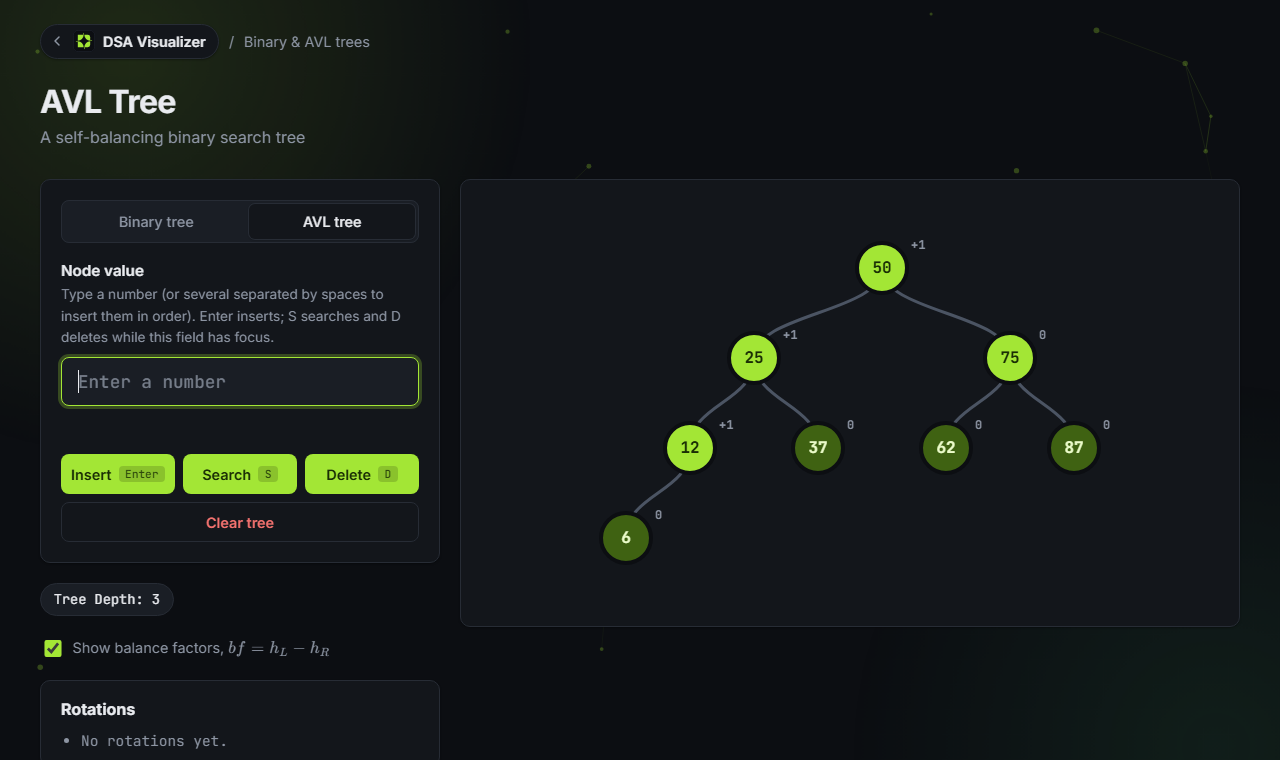 DSA Visualizer / Binary & AVL trees
AVL Tree
A self-balancing binary search tree
Binary tree AVL tree
Node value
Type a number (or several separated by spaces to
insert them in order). Enter inserts; S searches and D
deletes while this field has focus.
Enter a number
Insert Enter Search S Delete D
Clear tree
Tree Depth: 3
Show balance factors, bf = h_L − h_R
Rotations
• No rotations yet.
+1
50
+1 0
25 75
+1 0 0 0
12 37 62 87
0
6